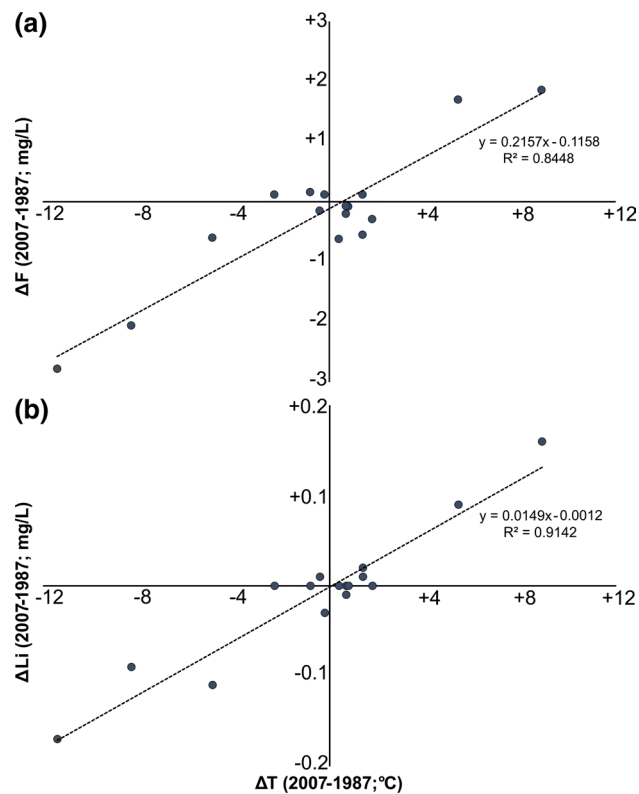 (a)
+3
+2
+1
y = 0.2157x-0.1158
R² = 0.8448
-12
-8
-4
+4
+8
+12
-1
-2
-3
ΔF (2007-1987; mg/L)
(b)
+0.2
+0.1
y = 0.0149x-0.0012
R² = 0.9142
-12
-8
-4
+4
+8
+12
-0.1
-0.2
ΔLi (2007-1987; mg/L)
ΔT (2007-1987;°C)